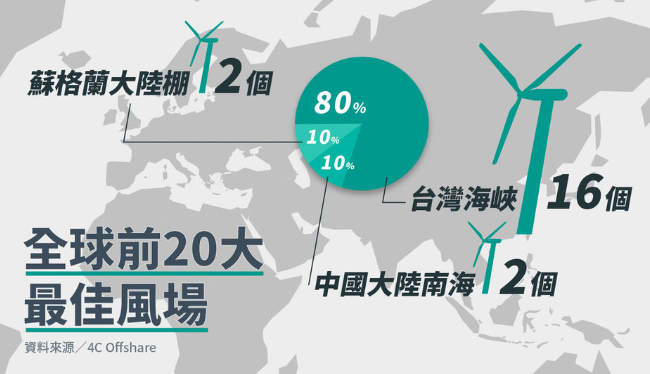 蘇格蘭大陸棚 2個
80%
10%
10%
台灣海峽 16個
中國大陸南海 2個
全球前20大
最佳風場
資料來源／4C Offshare